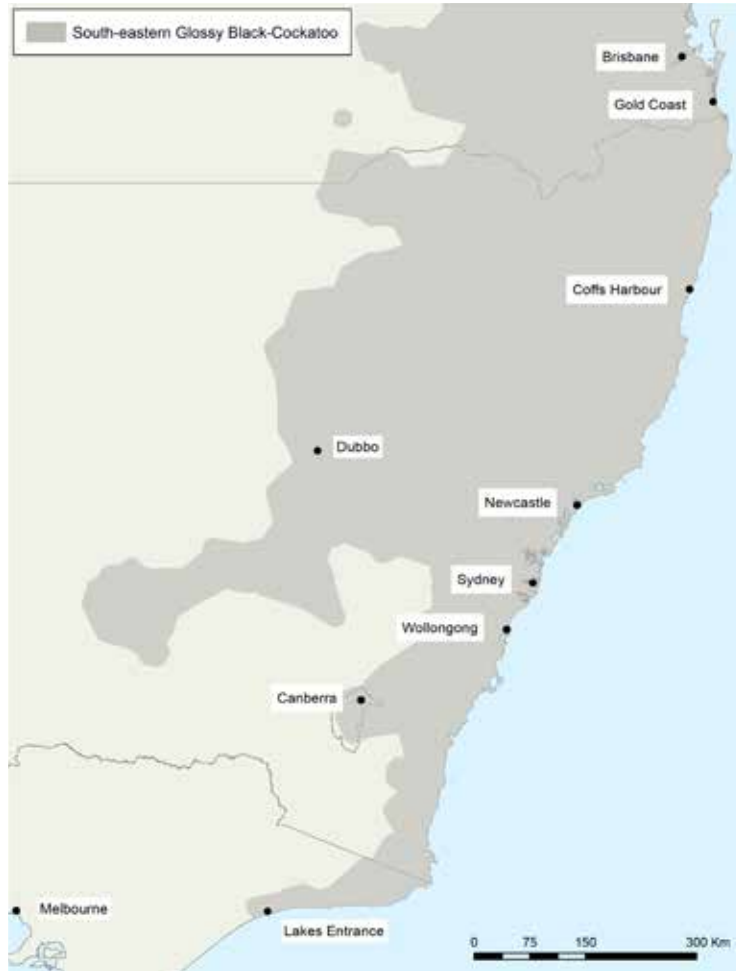 South-eastern Glossy Black-Cockatoo
Brisbane
Gold Coast
Coffs Harbour
Dubbo
Newcastle
Sydney
Wollongong
Canberra
Melbourne
Lakes Entrance
0 75 150 300 Km